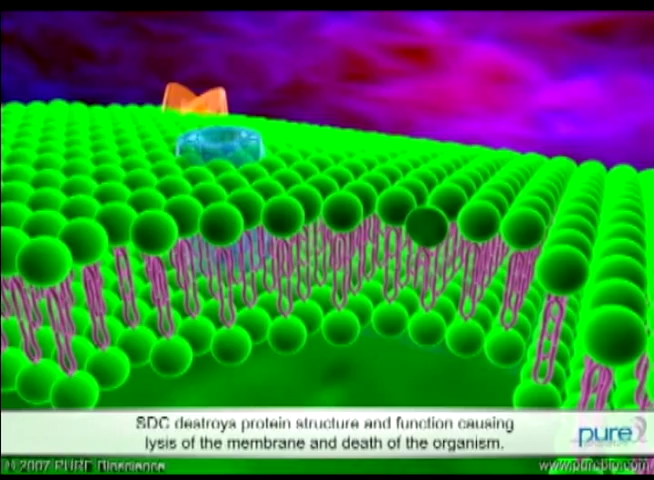 SDC destroys protein structure and function causing
lysis of the membrane and death of the organism.
pure
© 2007 PURE Bioscience
www.purebio.com